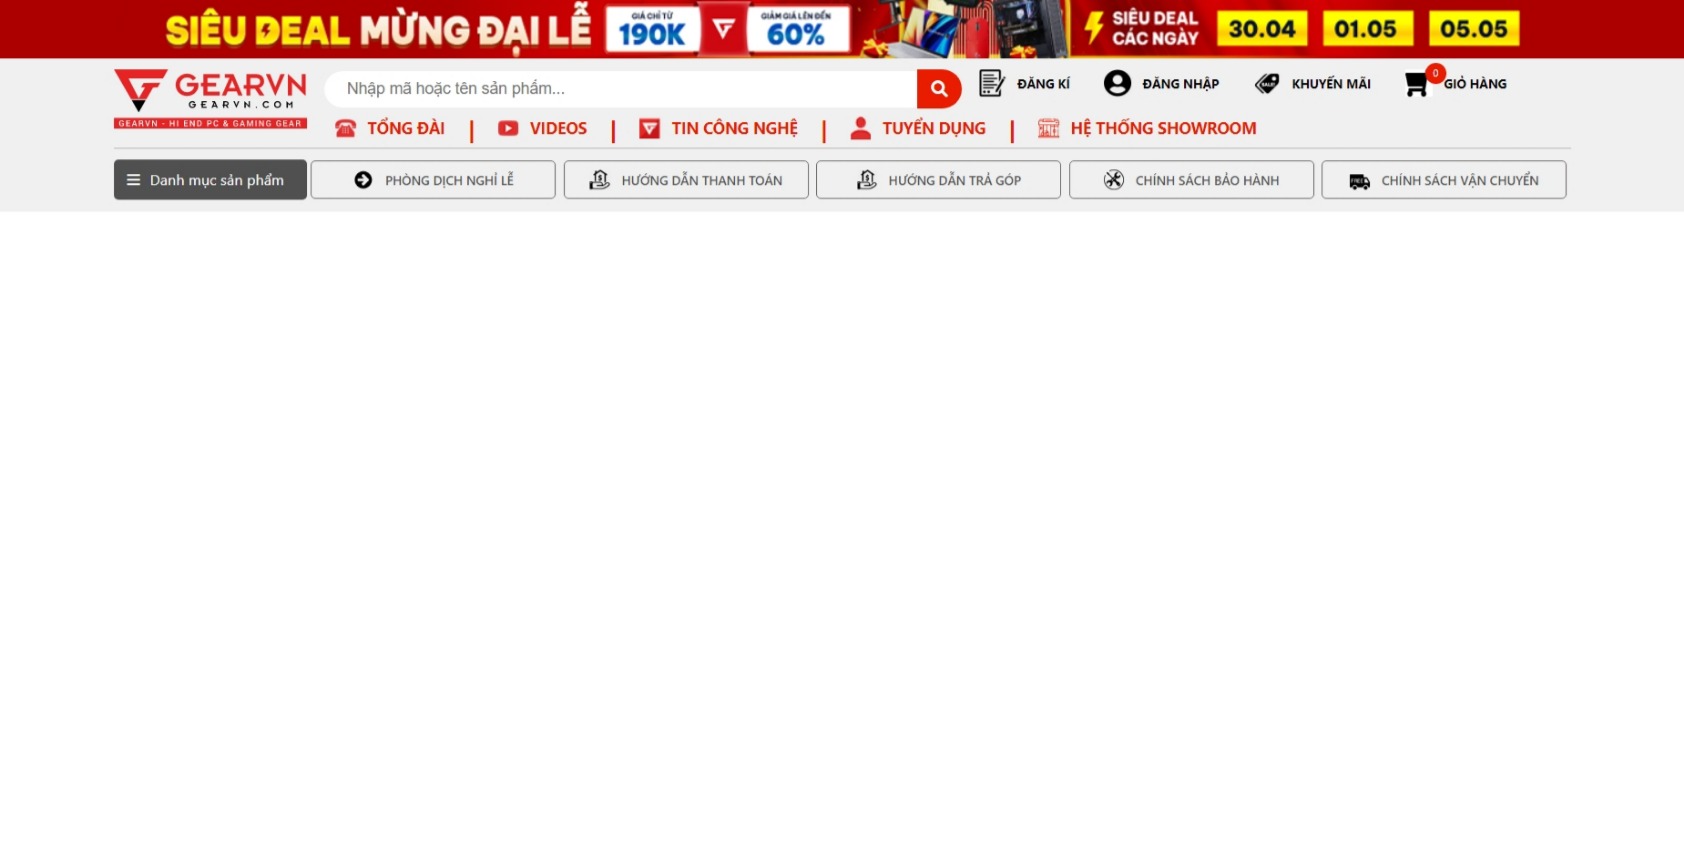 SIÊU DEAL MỪNG ĐẠI LỄ
GIÁ CHỈ TỪ
190K
GIẢM GIÁ LÊN ĐẾN
60%
SIÊU DEAL
CÁC NGÀY
30.04
01.05
05.05
GEARVN
GEARVN.COM
GEARVN - HI END PC & GAMING GEAR
Nhập mã hoặc tên sản phẩm...
ĐĂNG KÍ
ĐĂNG NHẬP
SALE
KHUYẾN MÃI
0
GIỎ HÀNG
TỔNG ĐÀI
VIDEOS
TIN CÔNG NGHỆ
TUYỂN DỤNG
HỆ THỐNG SHOWROOM
Danh mục sản phẩm
PHÒNG DỊCH NGHỈ LỄ
HƯỚNG DẪN THANH TOÁN
HƯỚNG DẪN TRẢ GÓP
CHÍNH SÁCH BẢO HÀNH
FREE
CHÍNH SÁCH VẬN CHUYỂN